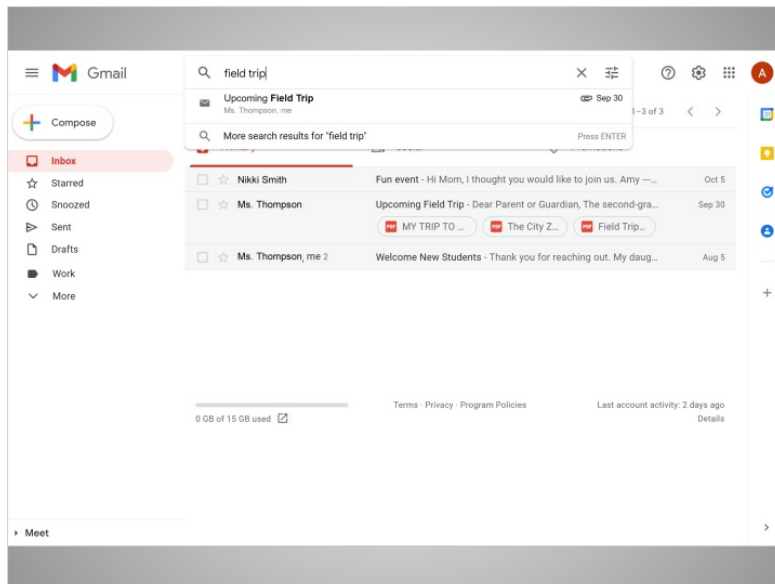 Gmail
field trip
Upcoming Field Trip
Sep 30
Ms. Thompson, me
1–3 of 3
Compose
More search results for 'field trip'
Press ENTER
Inbox
Starred
Nikki Smith
Fun event - Hi Mom, I thought you would like to join us. Amy ---...
Oct 5
Snoozed
Ms. Thompson
Upcoming Field Trip - Dear Parent or Guardian, The second-gra...
Sep 30
Sent
PDF MY TRIP TO ...
PDF The City Z...
PDF Field Trip...
Drafts
Ms. Thompson, me 2
Welcome New Students - Thank you for reaching out. My daug...
Aug 5
Work
More
0 GB of 15 GB used
Terms · Privacy · Program Policies
Last account activity: 2 days ago
Details
Meet
A